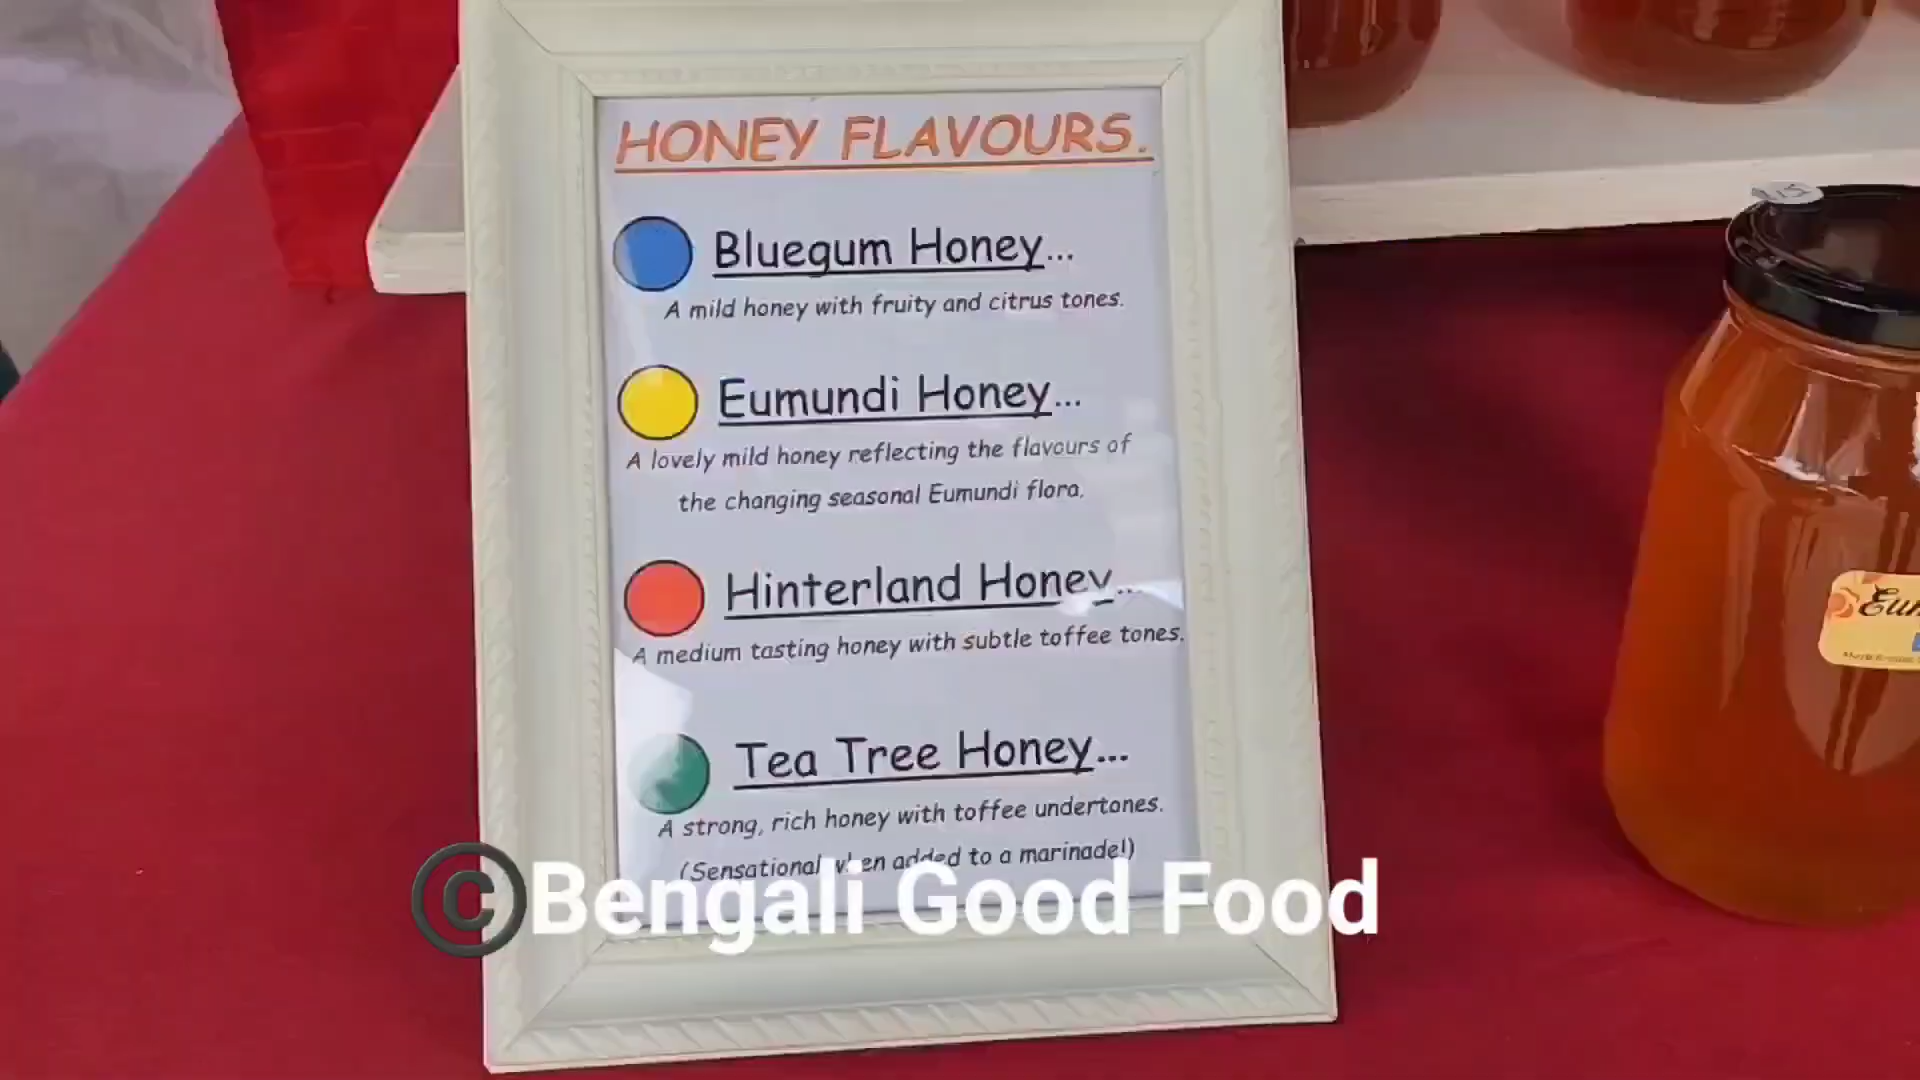 HONEY FLAVOURS.
Bluegum Honey...
A mild honey with fruity and citrus tones.
Eumundi Honey...
A lovely mild honey reflecting the flavours of
the changing seasonal Eumundi flora.
Hinterland Honey...
A medium tasting honey with subtle toffee tones.
Tea Tree Honey...
A strong, rich honey with toffee undertones.
(Sensational when added to a marinade!)
©Bengali Good Food